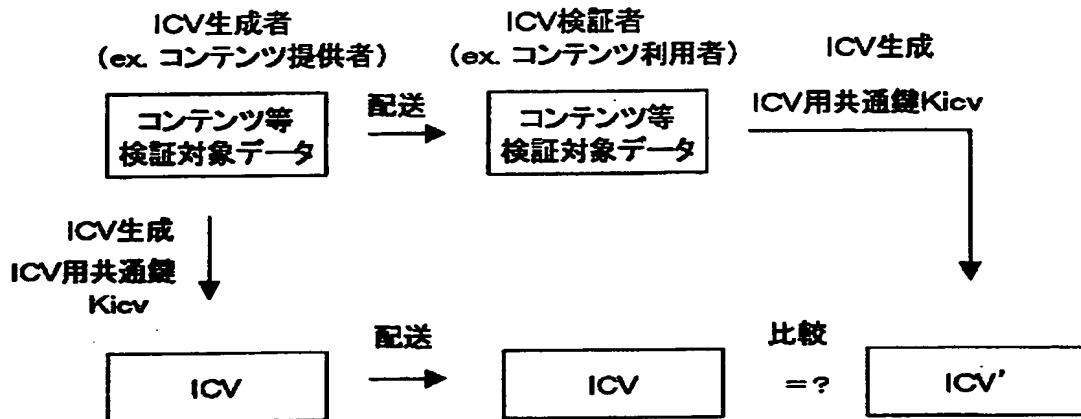 ICV生成者
(ex. コンテンツ提供者)
ICV検証者
(ex. コンテンツ利用者)
ICV生成
ICV用共通鍵Kicv
コンテンツ等
検証対象データ
配送
コンテンツ等
検証対象データ
ICV生成
ICV用共通鍵
Kicv
ICV
配送
ICV
比較
=?
ICV'